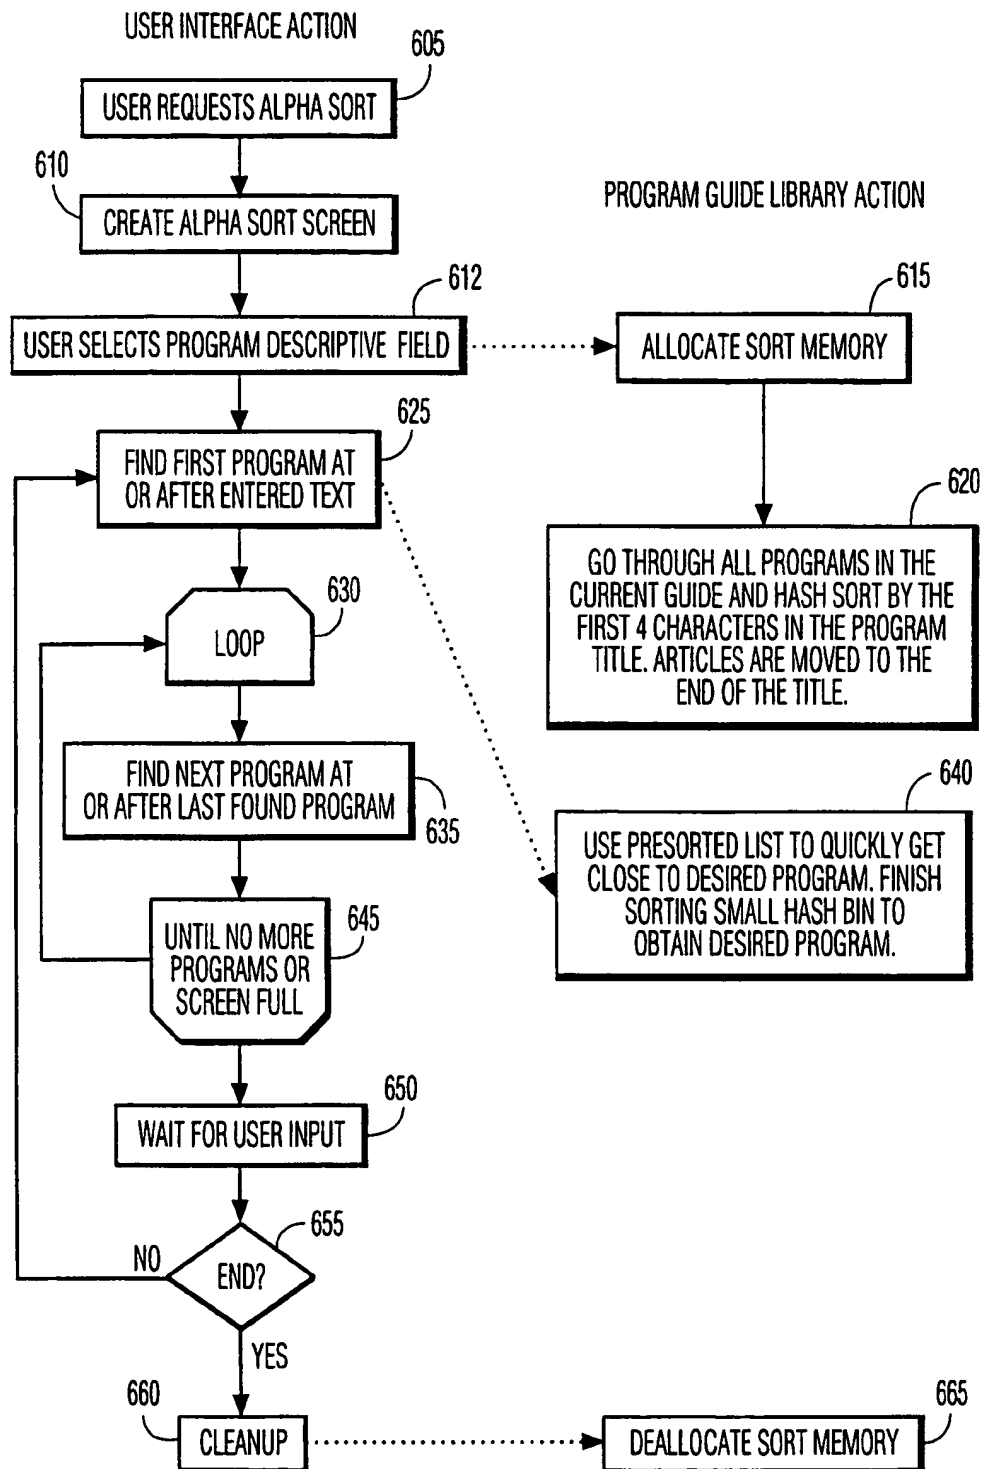 USER INTERFACE ACTION
605
USER REQUESTS ALPHA SORT
610
CREATE ALPHA SORT SCREEN
PROGRAM GUIDE LIBRARY ACTION
612
USER SELECTS PROGRAM DESCRIPTIVE FIELD
615
ALLOCATE SORT MEMORY
625
FIND FIRST PROGRAM AT
OR AFTER ENTERED TEXT
620
GO THROUGH ALL PROGRAMS IN THE
CURRENT GUIDE AND HASH SORT BY THE
FIRST 4 CHARACTERS IN THE PROGRAM
TITLE. ARTICLES ARE MOVED TO THE
END OF THE TITLE.
630
LOOP
FIND NEXT PROGRAM AT
OR AFTER LAST FOUND PROGRAM
635
640
USE PRESORTED LIST TO QUICKLY GET
CLOSE TO DESIRED PROGRAM. FINISH
SORTING SMALL HASH BIN TO
OBTAIN DESIRED PROGRAM.
645
UNTIL NO MORE
PROGRAMS OR
SCREEN FULL
650
WAIT FOR USER INPUT
655
NO
END?
YES
660
CLEANUP
665
DEALLOCATE SORT MEMORY